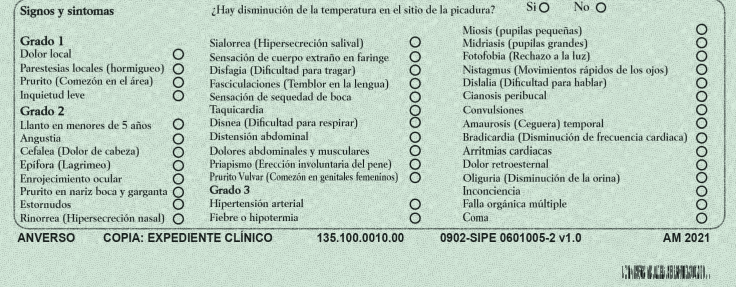 Signos y sintomas
¿Hay disminución de la temperatura en el sitio de la picadura? Si No
Grado 1
Dolor local
Parestesias locales (hormigueo)
Prurito (Comezón en el área)
Inquietud leve
Grado 2
Llanto en menores de 5 años
Angustia
Cefalea (Dolor de cabeza)
Epífora (Lagrimeo)
Enrojecimiento ocular
Prurito en nariz boca y garganta
Estornudos
Rinorrea (Hipersecreción nasal)
Sialorrea (Hipersecreción salival)
Sensación de cuerpo extraño en faringe
Disfagia (Dificultad para tragar)
Fasciculaciones (Temblor en la lengua)
Sensación de sequedad de boca
Taquicardia
Disnea (Dificultad para respirar)
Distensión abdominal
Dolores abdominales y musculares
Priapismo (Erección involuntaria del pene)
Prurito Vulvar (Comezón en genitales femeninos)
Grado 3
Hipertensión arterial
Fiebre o hipotermia
Miosis (pupilas pequeñas)
Midriasis (pupilas grandes)
Fotofobia (Rechazo a la luz)
Nistagmus (Movimientos rápidos de los ojos)
Dislalia (Dificultad para hablar)
Cianosis peribucal
Convulsiones
Amaurosis (Ceguera) temporal
Bradicardia (Disminución de frecuencia cardiaca)
Arritmias cardiacas
Dolor retroesternal
Oliguria (Disminución de la orina)
Inconciencia
Falla orgánica múltiple
Coma
ANVERSO COPIA: EXPEDIENTE CLÍNICO 135.100.0010.00 0902-SIPE 0601005-2 v1.0 AM 2021